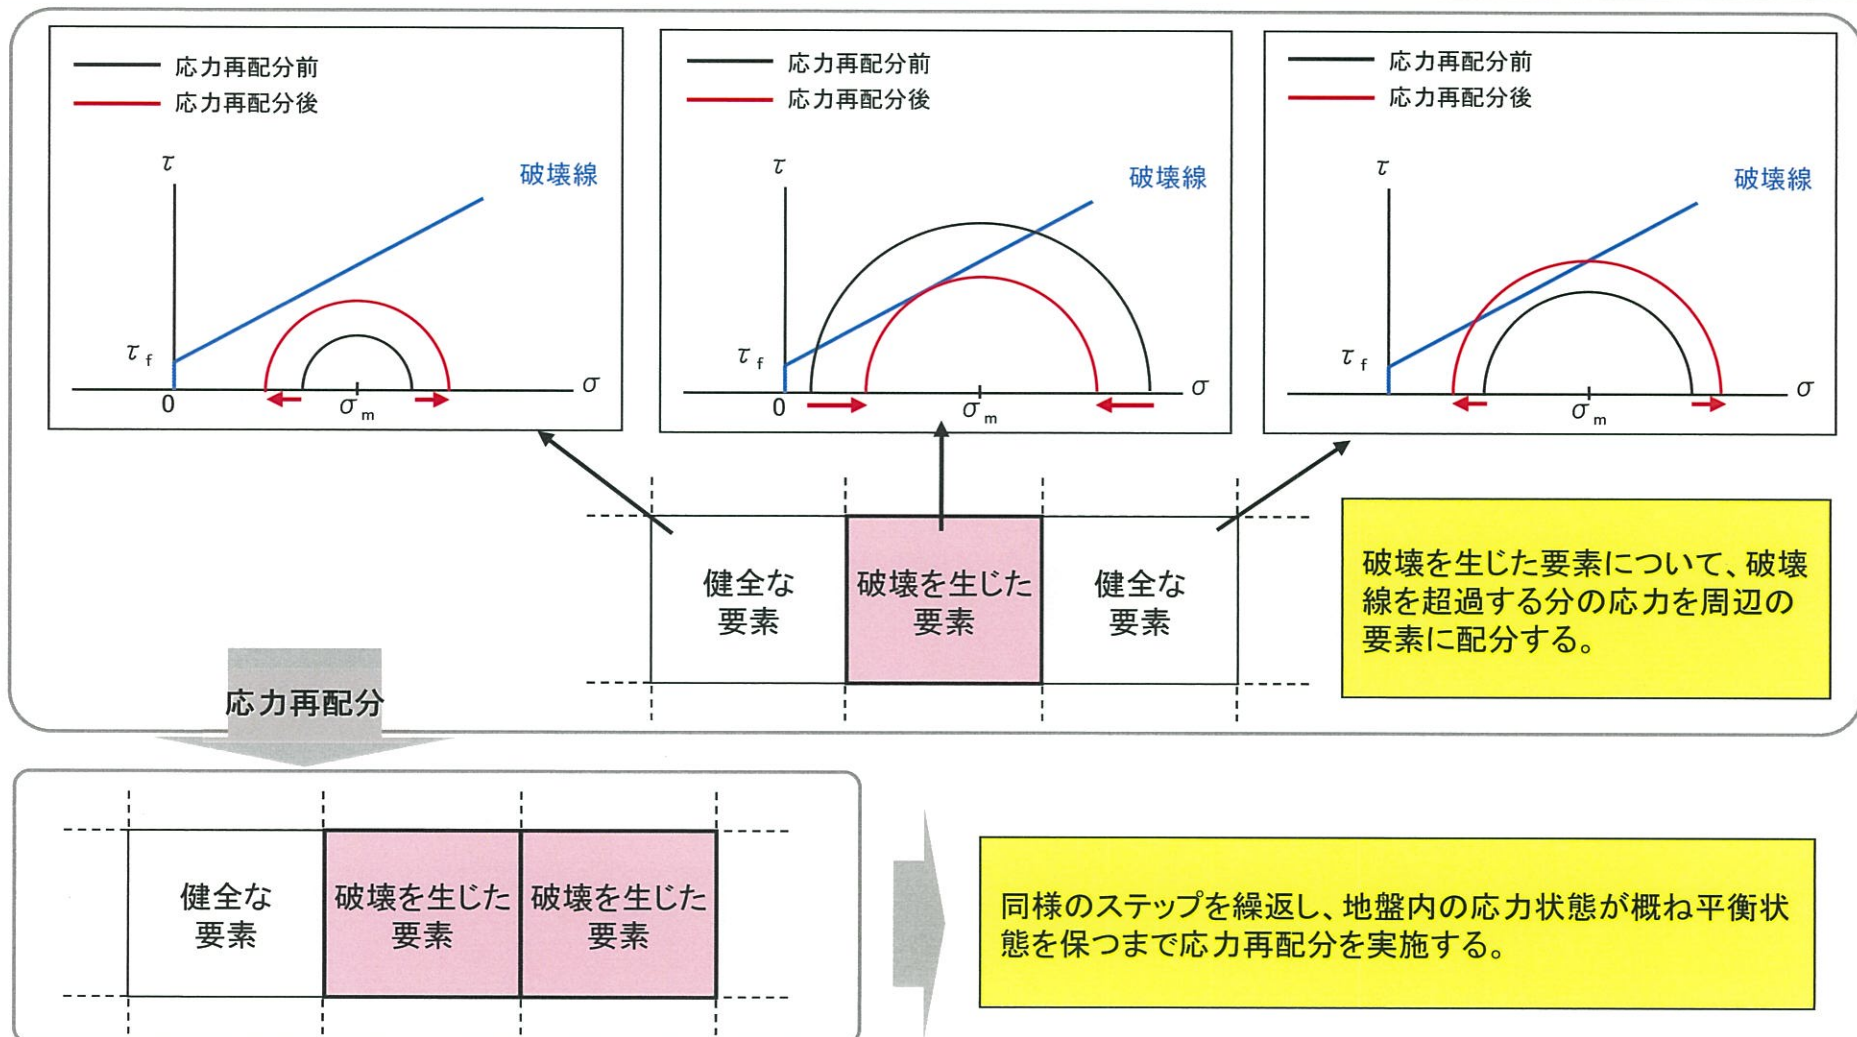 応力再配分前
応力再配分後
τ
破壊線
τf
0
σm
σ
応力再配分前
応力再配分後
τ
破壊線
τf
0
σm
σ
応力再配分前
応力再配分後
τ
破壊線
τf
σm
σ
健全な
要素
破壊を生じた
要素
健全な
要素
破壊を生じた要素について、破壊
線を超過する分の応力を周辺の
要素に配分する。
応力再配分
健全な
要素
破壊を生じた
要素
破壊を生じた
要素
同様のステップを繰返し、地盤内の応力状態が概ね平衡状
態を保つまで応力再配分を実施する。